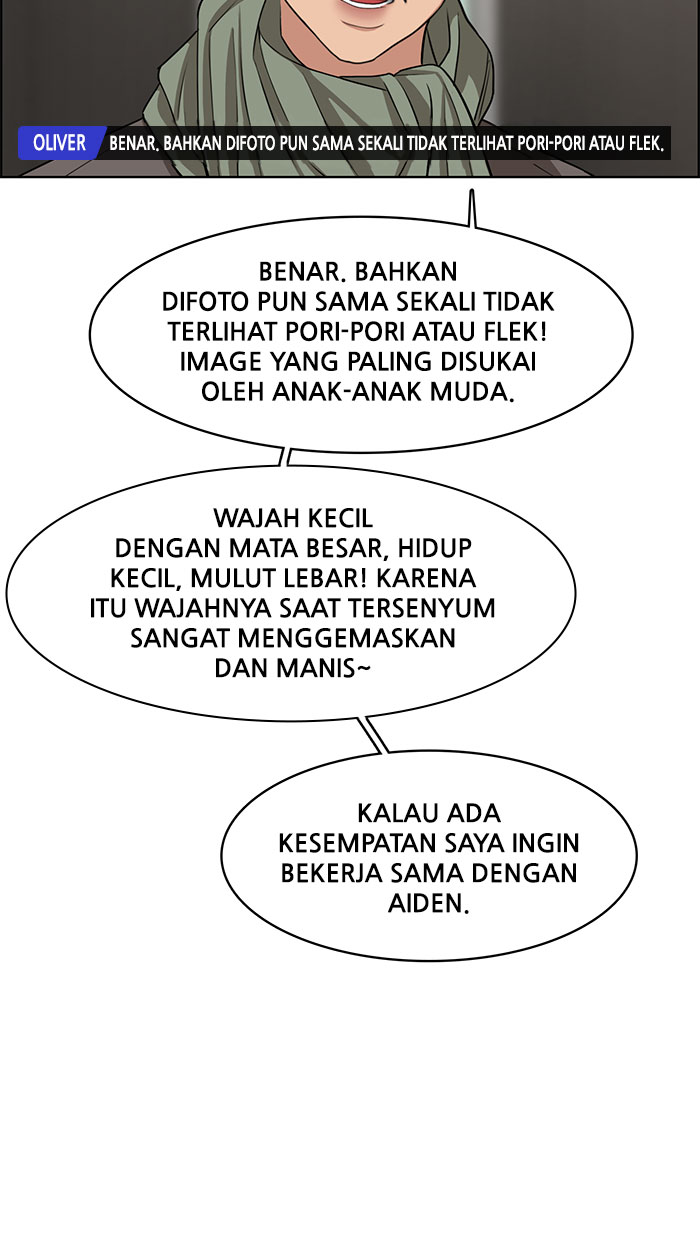 OLIVER BENAR. BAHKAN DIFOTO PUN SAMA SEKALI TIDAK TERLIHAT PORI-PORI ATAU FLEK.
BENAR. BAHKAN
DIFOTO PUN SAMA SEKALI TIDAK
TERLIHAT PORI-PORI ATAU FLEK!
IMAGE YANG PALING DISUKAI
OLEH ANAK-ANAK MUDA.
WAJAH KECIL
DENGAN MATA BESAR, HIDUP
KECIL, MULUT LEBAR! KARENA
ITU WAJAHNYA SAAT TERSENYUM
SANGAT MENGGEMASKAN
DAN MANIS~
KALAU ADA
KESEMPATAN SAYA INGIN
BEKERJA SAMA DENGAN
AIDEN.